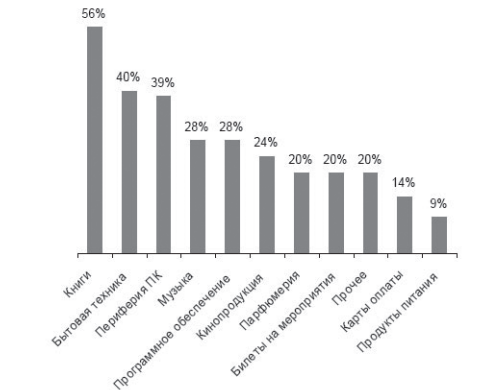 56%
40%
39%
28%
28%
24%
20%
20%
20%
14%
9%
Книги
Бытовая техника
Периферия ПК
Музыка
Программное обеспечение
Кинопродукция
Парфюмерия
Билеты на мероприятия
Прочее
Карты оплаты
Продукты питания